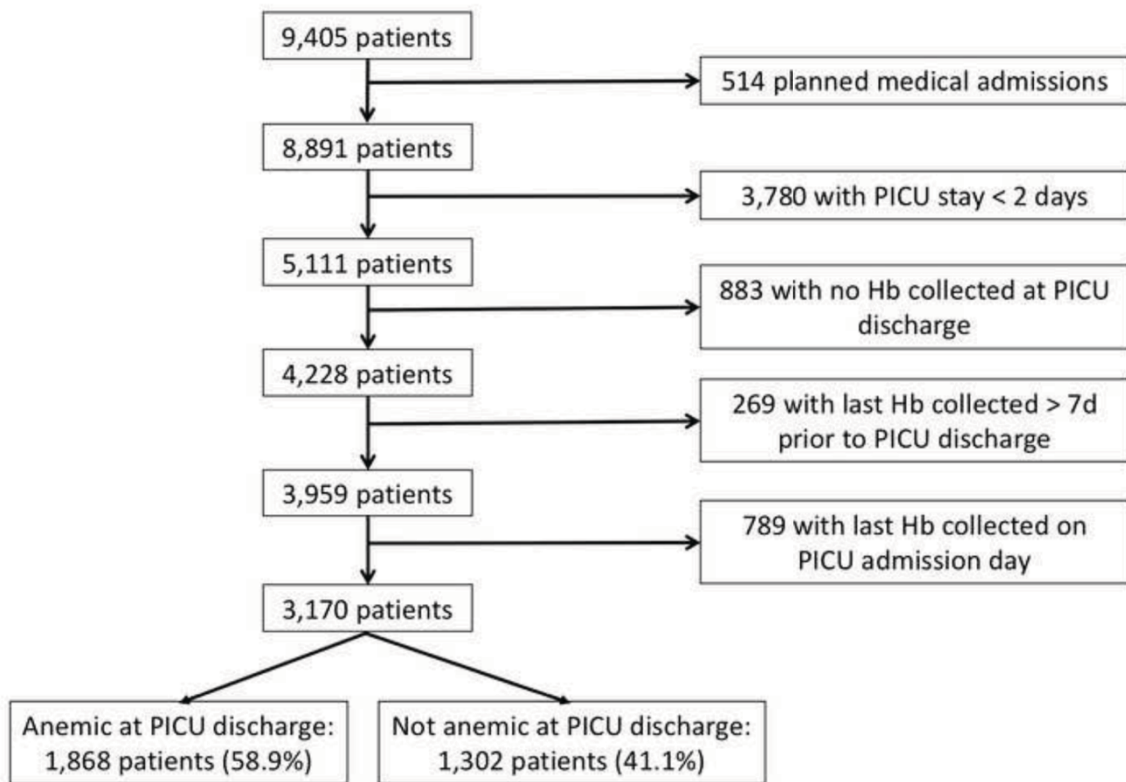 9,405 patients
514 planned medical admissions
8,891 patients
3,780 with PICU stay < 2 days
5,111 patients
883 with no Hb collected at PICU
discharge
4,228 patients
269 with last Hb collected > 7d
prior to PICU discharge
3,959 patients
789 with last Hb collected on
PICU admission day
3,170 patients
Anemic at PICU discharge:
1,868 patients (58.9%)
Not anemic at PICU discharge:
1,302 patients (41.1%)